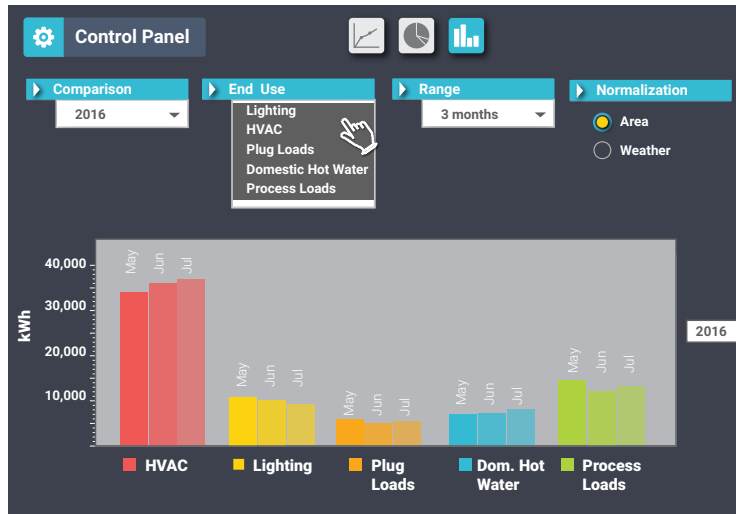 Control Panel
Comparison
End Use
Range
Normalization
2016
Lighting
HVAC
Plug Loads
Domestic Hot Water
Process Loads
3 months
Area
Weather
kWh
40,000
30,000
20,000
10,000
May
Jun
Jul
May
Jun
Jul
May
Jun
Jul
May
Jun
Jul
May
Jun
Jul
2016
HVAC
Lighting
Plug
Loads
Dom. Hot
Water
Process
Loads